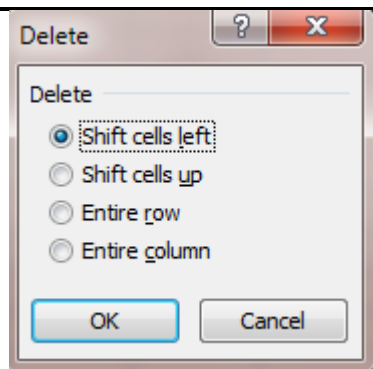 Delete
?
Delete
Shift cells left
Shift cells up
Entire row
Entire column
OK Cancel